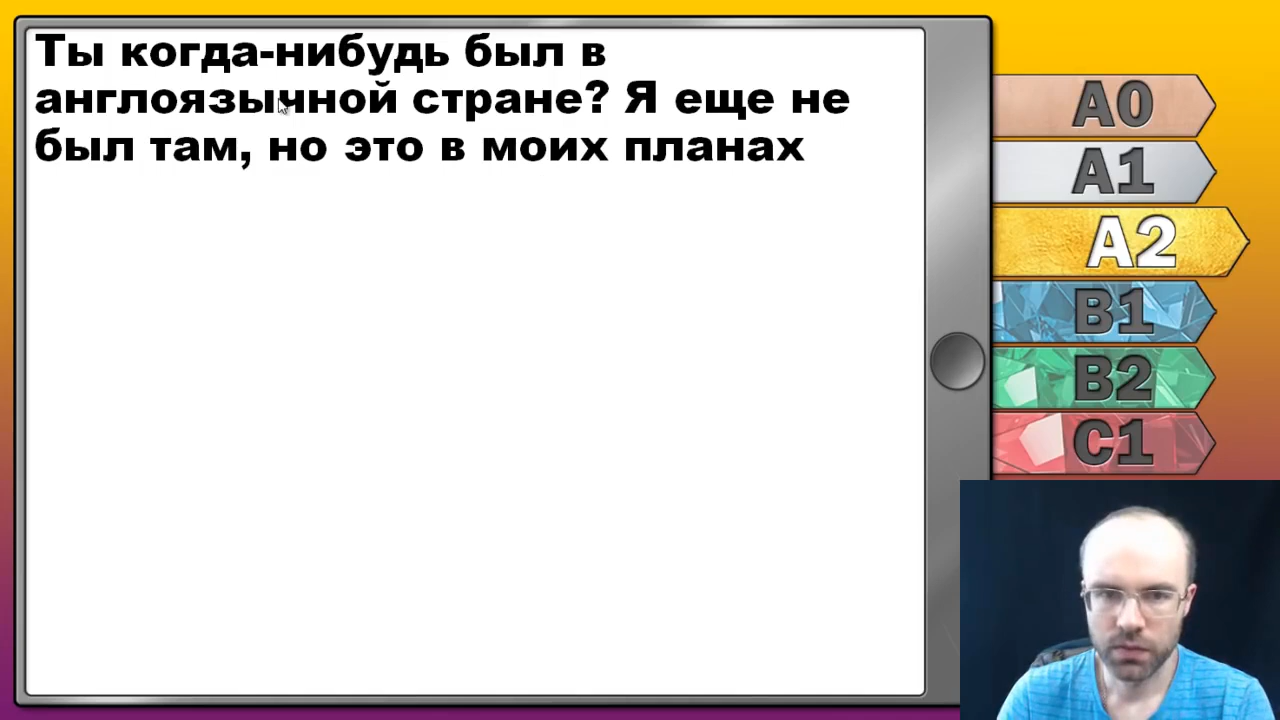 Ты когда-нибудь был в
англоязычной стране? Я еще не
был там, но это в моих планах
A0
A1
A2
B1
B2
C1